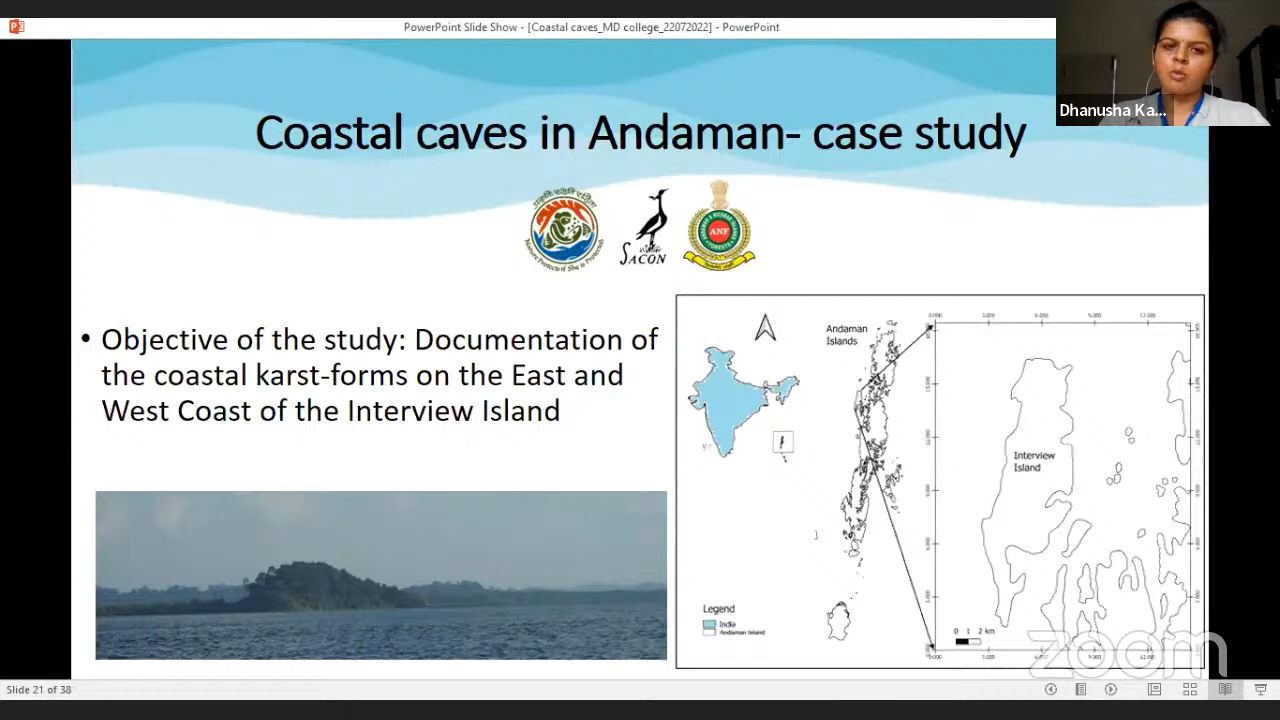 PowerPoint Slide Show - [Coastal caves_MD college_22072022] - PowerPoint
Dhanusha Ka...
Coastal caves in Andaman- case study
SACON
ANF
• Objective of the study: Documentation of
the coastal karst-forms on the East and
West Coast of the Interview Island
Andaman
Islands
Interview
Island
Legend
India
Andaman Island
0 1 2 km
zoom
Slide 21 of 38